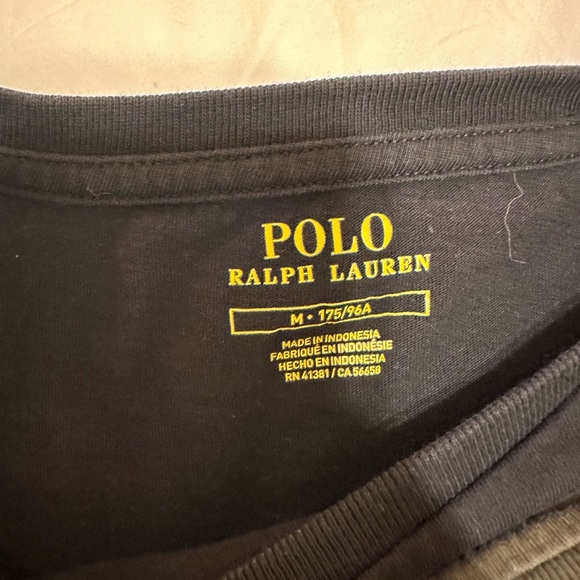 POLO
RALPH LAUREN
M • 175/96A
MADE IN INDONESIA
FABRIQUÉ EN INDONÉSIE
HECHO EN INDONESIA
RN 41381 / CA 56658